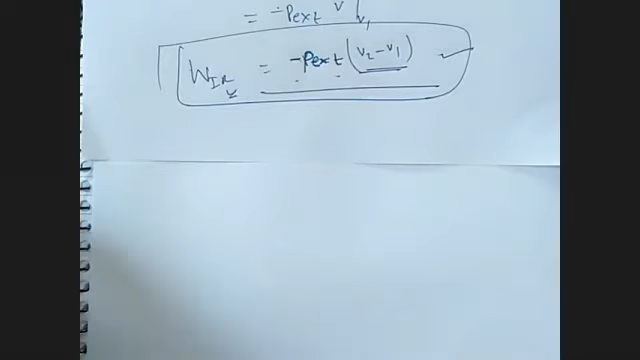 = -Pext V |V₁
W_IR = -Pext (V₂-V₁)